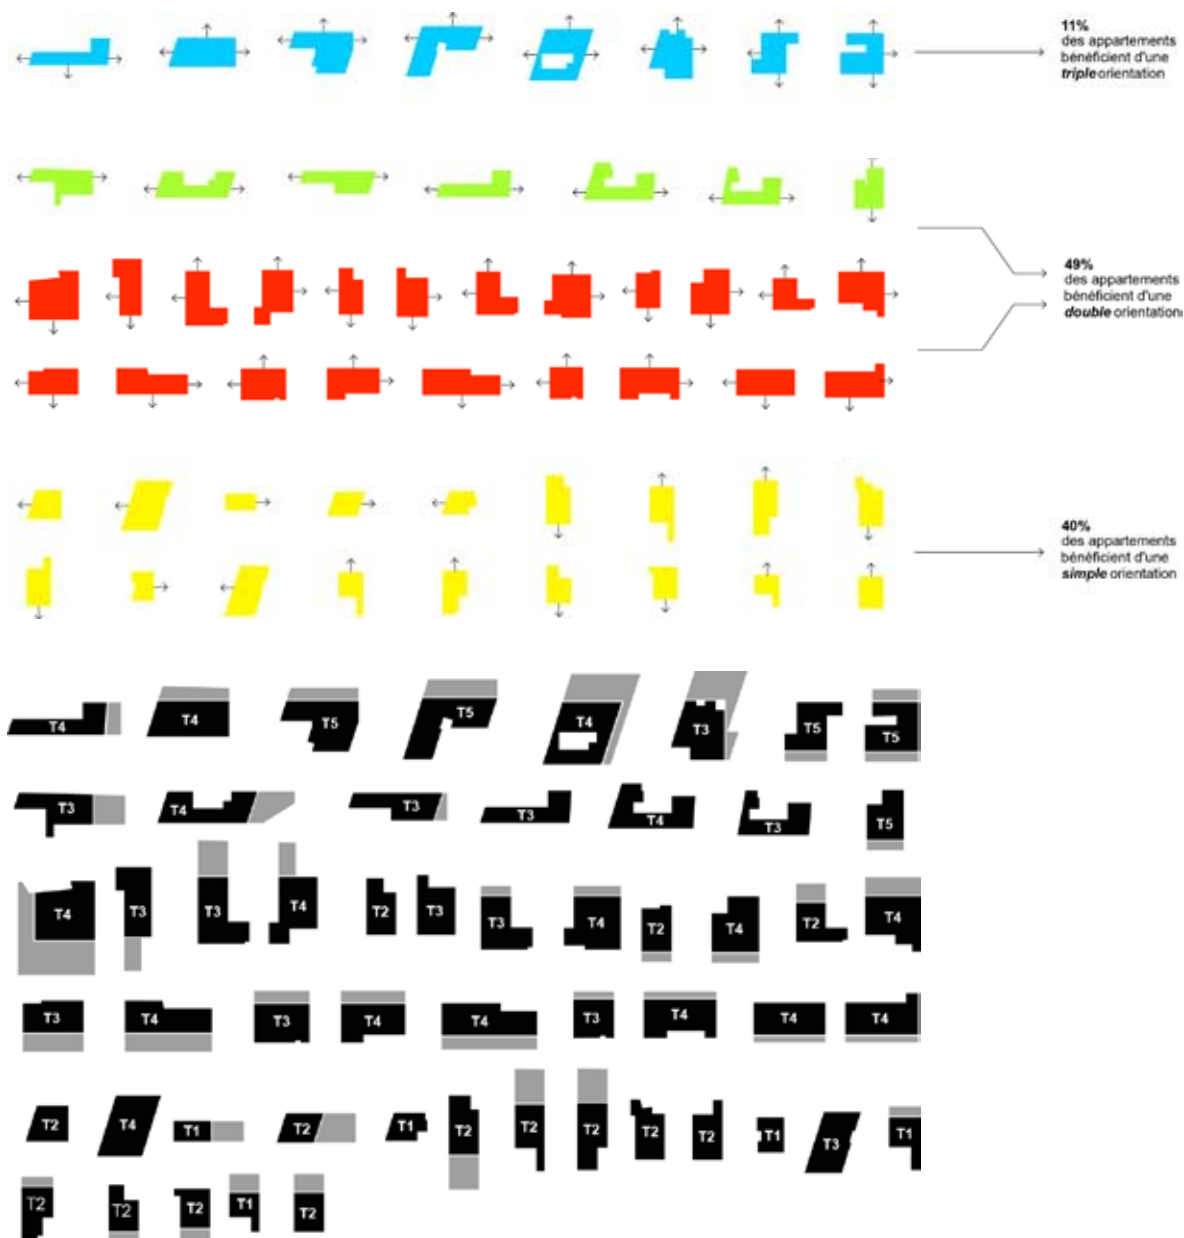 11%
des appartements
bénéficient d'une
triple orientation
49%
des appartements
bénéficient d'une
double orientation
40%
des appartements
bénéficient d'une
simple orientation
T4 T4 T5 T5 T4 T3 T5 T5
T3 T4 T3 T3 T4 T3 T5
T4 T3 T3 T4 T2 T3 T3 T4 T2 T4 T2 T4
T3 T4 T3 T4 T4 T3 T4 T4 T4
T2 T4 T1 T2 T1 T2 T2 T2 T2 T2 T1 T3 T1
T2 T2 T2 T1 T2